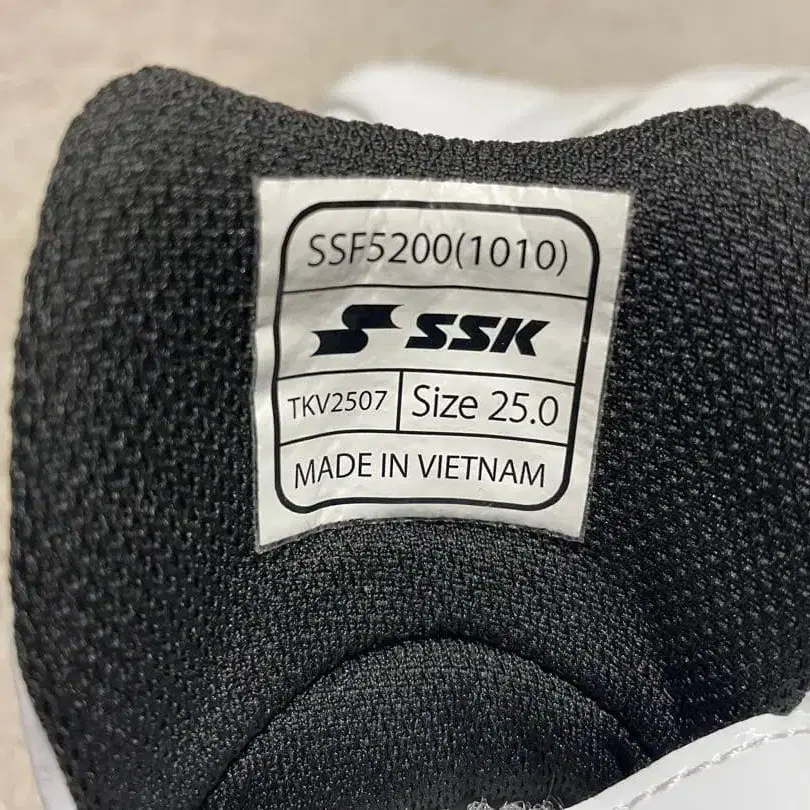 SSF5200(1010)
SSK
TKV2507 Size 25.0
MADE IN VIETNAM